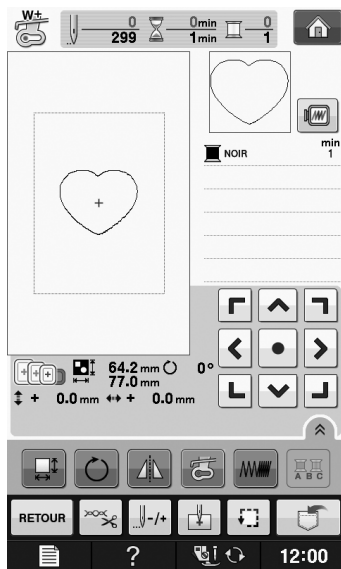 W+
0 0min 0
299 1min 1
min
NOIR 1
64.2 mm 0°
77.0 mm
+ 0.0 mm + 0.0 mm
A B C
RETOUR -/+
? 12:00